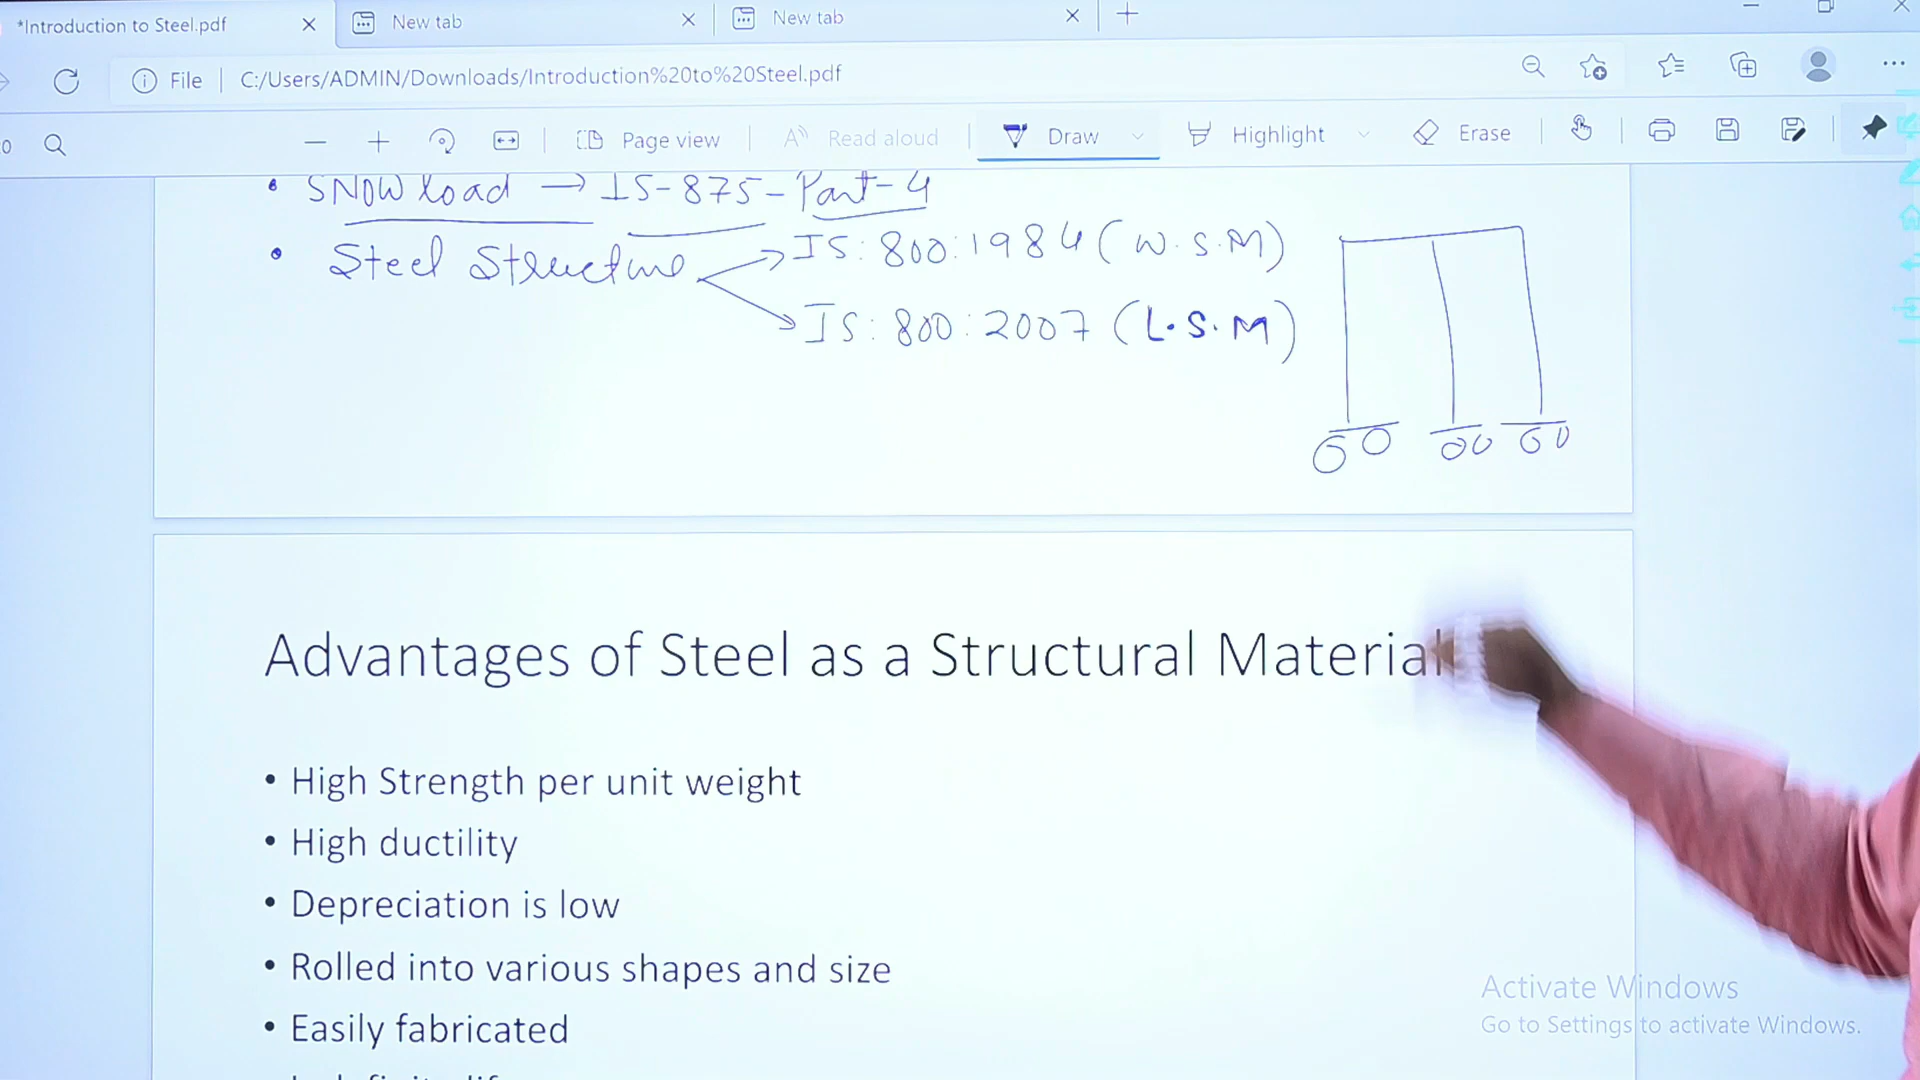 *Introduction to Steel.pdf
New tab
New tab
File
C:/Users/ADMIN/Downloads/Introduction%20to%20Steel.pdf
Page view
Read aloud
Draw
Highlight
Erase
• SNOW load → IS-875-Part-4
• Steel Structure
IS:800:1984 (W.S.M)
IS:800:2007 (L.S.M)
Advantages of Steel as a Structural Material
• High Strength per unit weight
• High ductility
• Depreciation is low
• Rolled into various shapes and size
• Easily fabricated
Activate Windows
Go to Settings to activate Windows.